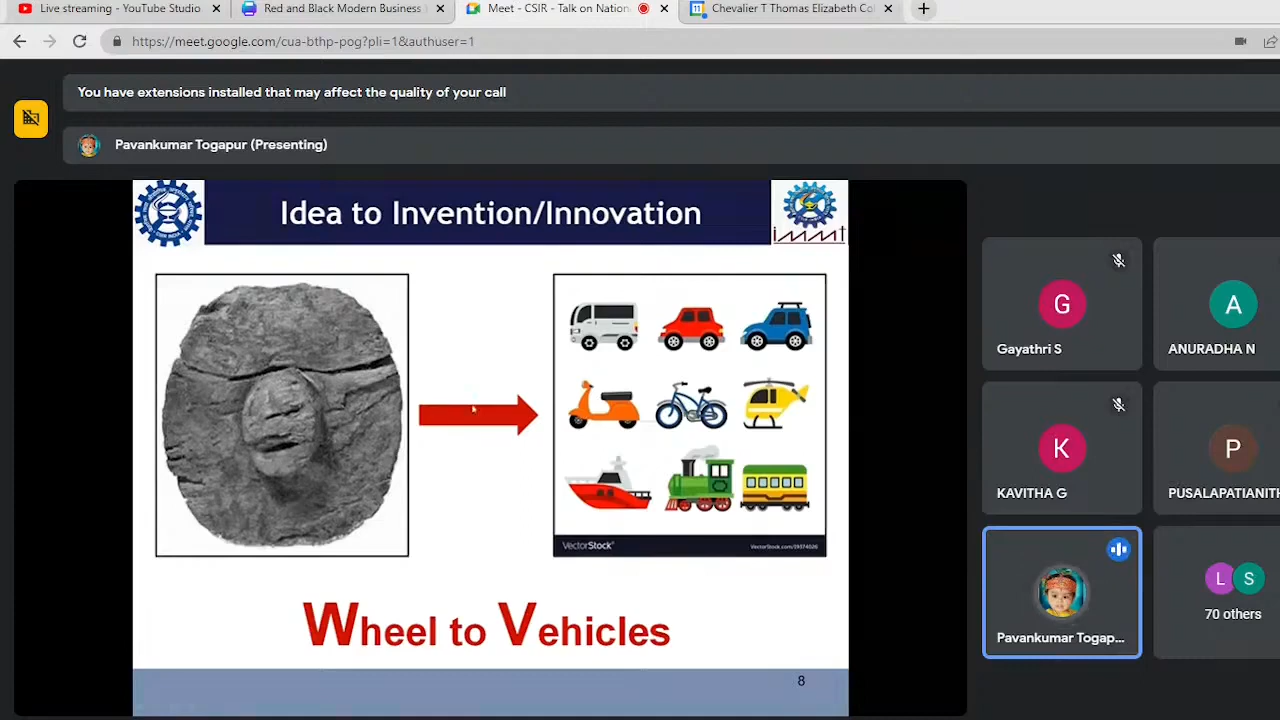 Live streaming - YouTube Studio
Red and Black Modern Business
Meet - CSIR - Talk on Nation
Chevalier T Thomas Elizabeth Col
https://meet.google.com/cua-bthp-pog?pli=1&authuser=1
You have extensions installed that may affect the quality of your call
Pavankumar Togapur (Presenting)
Idea to Invention/Innovation
immt
VectorStock®
VectorStock.com/19374026
Wheel to Vehicles
8
G
Gayathri S
A
ANURADHA N
K
KAVITHA G
P
PUSALAPATIANITH
Pavankumar Togap...
L S
70 others